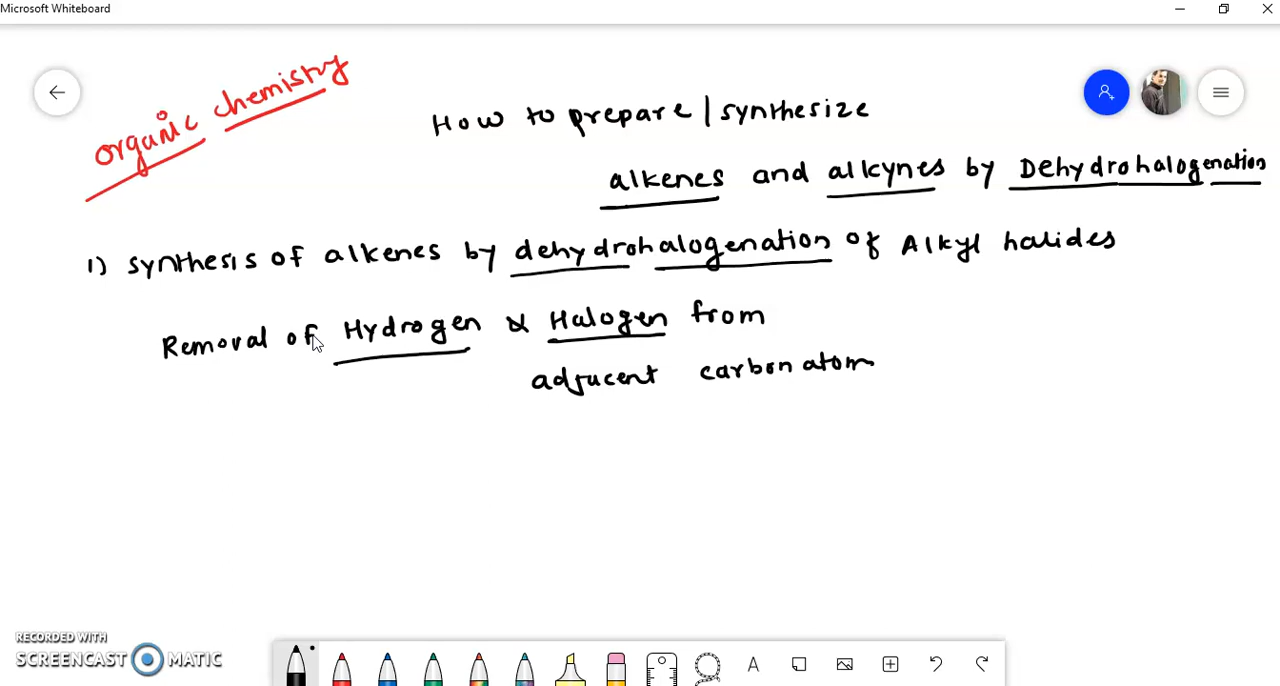 Microsoft Whiteboard
organic chemistry
How to prepare / synthesize
alkenes and alkynes by Dehydrohalogenation
1) synthesis of alkenes by dehydrohalogenation of Alkyl halides
Removal of Hydrogen & Halogen from
adjucent carbon atom
RECORDED WITH
SCREENCAST MATIC
A